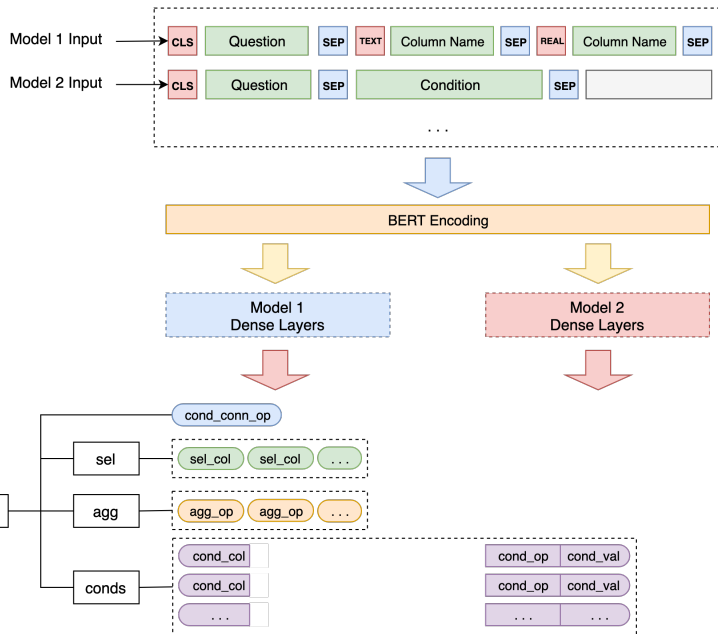 Model 1 Input CLS Question SEP TEXT Column Name SEP REAL Column Name SEP
Model 2 Input CLS Question SEP Condition SEP
. . .
BERT Encoding
Model 1
Dense Layers
Model 2
Dense Layers
cond_conn_op
sel sel_col sel_col . . .
agg agg_op agg_op . . .
conds
cond_col cond_op cond_val
cond_col cond_op cond_val
. . . . . . . . .